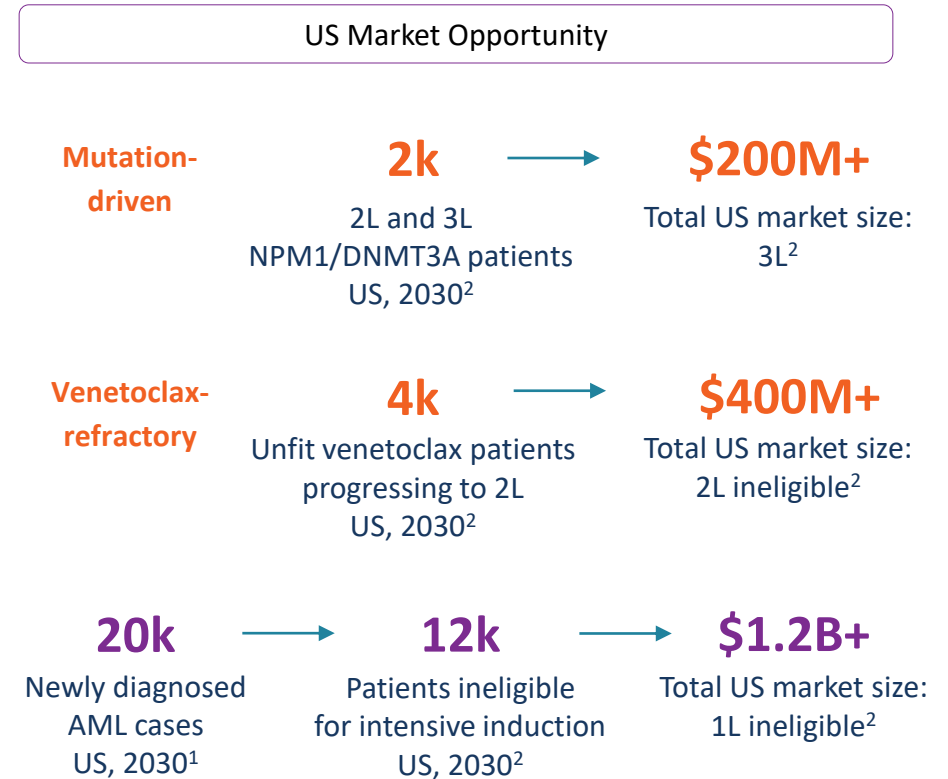 US Market Opportunity
Mutation-
driven
2k
$200M+
2L and 3L
NPM1/DNMT3A patients
US, 2030²
Total US market size:
3L²
Venetoclax-
refractory
4k
$400M+
Unfit venetoclax patients
progressing to 2L
US, 2030²
Total US market size:
2L ineligible²
20k
12k
$1.2B+
Newly diagnosed
AML cases
US, 2030¹
Patients ineligible
for intensive induction
US, 2030²
Total US market size:
1L ineligible²